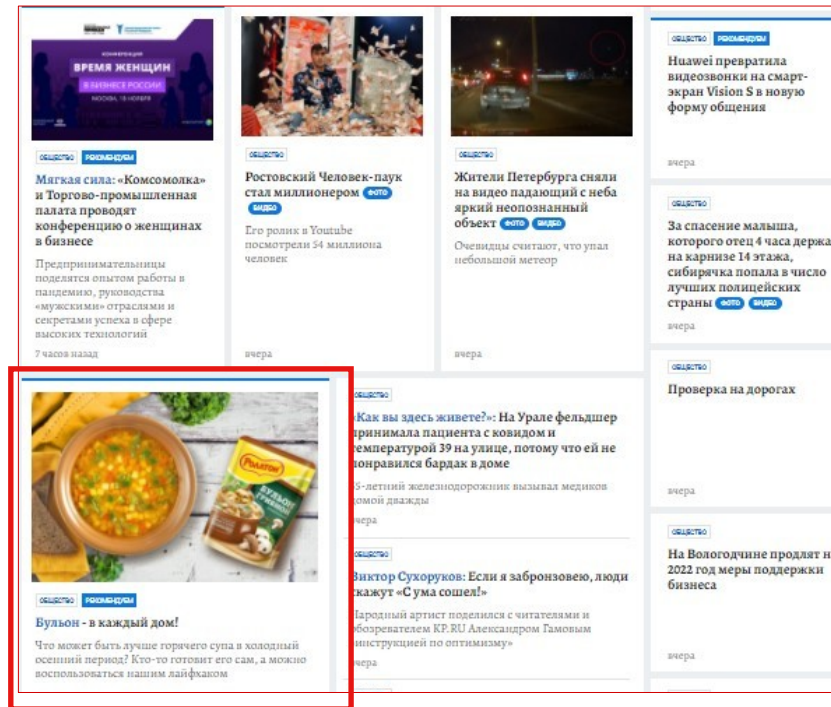 КОНФЕРЕНЦИЯ
ВРЕМЯ ЖЕНЩИН
В БИЗНЕСЕ РОССИИ
МОСКВА, 18 НОЯБРЯ
ОБЩЕСТВО РЕКОМЕНДУЕМ
Мягкая сила: «Комсомолка»
и Торгово-промышленная
палата проводят
конференцию о женщинах
в бизнесе
Предпринимательницы
поделятся опытом работы в
пандемию, руководства
«мужскими» отраслями и
секретами успеха в сфере
высоких технологий
7 часов назад
ОБЩЕСТВО
Ростовский Человек-паук
стал миллионером ФОТО
ВИДЕО
Его ролик в Youtube
посмотрели 54 миллиона
человек
вчера
ОБЩЕСТВО
Жители Петербурга сняли
на видео падающий с неба
яркий неопознанный
объект ФОТО ВИДЕО
Очевидцы считают, что упал
небольшой метеор
вчера
ОБЩЕСТВО РЕКОМЕНДУЕМ
Huawei превратила
видеозвонки на смарт-
экран Vision S в новую
форму общения
вчера
ОБЩЕСТВО
За спасение малыша,
которого отец 4 часа держа
на карнизе 14 этажа,
сибирячка попала в число
лучших полицейских
страны ФОТО ВИДЕО
вчера
ОБЩЕСТВО
Проверка на дорогах
вчера
ОБЩЕСТВО
На Вологодчине продлят н
2022 год меры поддержки
бизнеса
вчера
РОЛЛТОН
БУЛЬОН
ГРИБНОЙ
ОБЩЕСТВО РЕКОМЕНДУЕМ
Бульон - в каждый дом!
Что может быть лучше горячего супа в холодный
осенний период? Кто-то готовит его сам, а можно
воспользоваться нашим лайфхаком
ОБЩЕСТВО
«Как вы здесь живете?»: На Урале фельдшер
принимала пациента с ковидом и
температурой 39 на улице, потому что ей не
понравился бардак в доме
5-летний железнодорожник вызывал медиков
домой дважды
вчера
ОБЩЕСТВО
Виктор Сухоруков: Если я забронзовею, люди
скажут «С ума сошел!»
Народный артист поделился с читателями и
обозревателем KP.RU Александром Гамовым
«инструкцией по оптимизму»
вчера